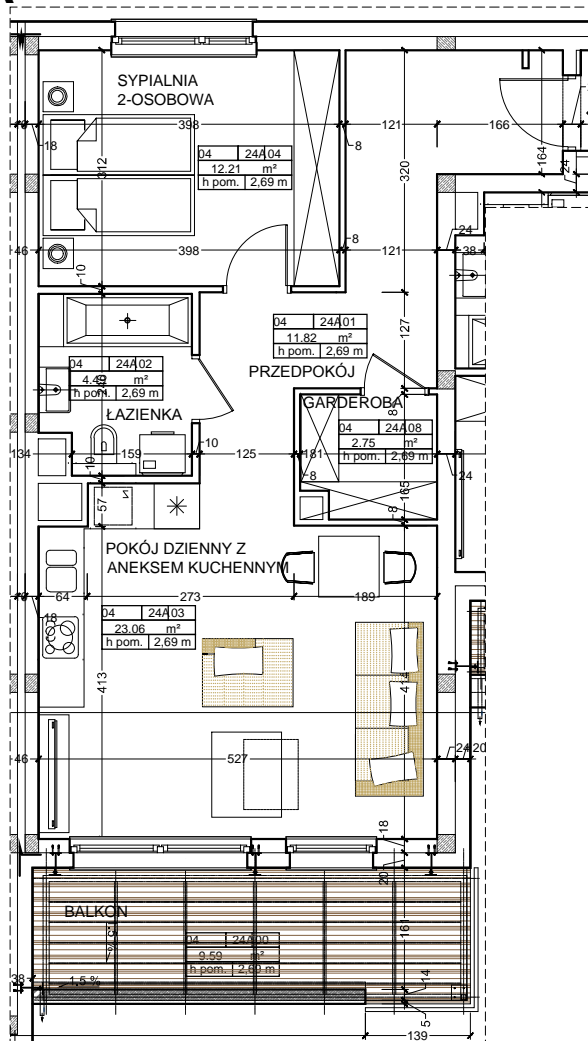 SYPIALNIA
2-OSOBOWA
18
398
8
121
166
164
24
312
04 24A 04
12.21 m²
h pom. 2,69 m
320
46
398
8
121
24
38
10
127
04 24A 01
11.82 m²
h pom. 2,69 m
PRZEDPOKÓJ
04 24A 02
m²
h pom. 2,69 m
ŁAZIENKA
GARDEROBA
8
04 24A 08
2.75 m²
h pom. 2,69 m
134
10
159
10
125
181
8
24
165
8
57
POKÓJ DZIENNY Z
ANEKSEM KUCHENNYM
64
273
189
18
04 24A 03
23.06 m²
h pom. 2,69 m
413
414
46
527
24
20
18
20
BALKON
04 24A 00
9.59 m²
h pom. 2,69 m
161
38
1,5 %
14
5
139